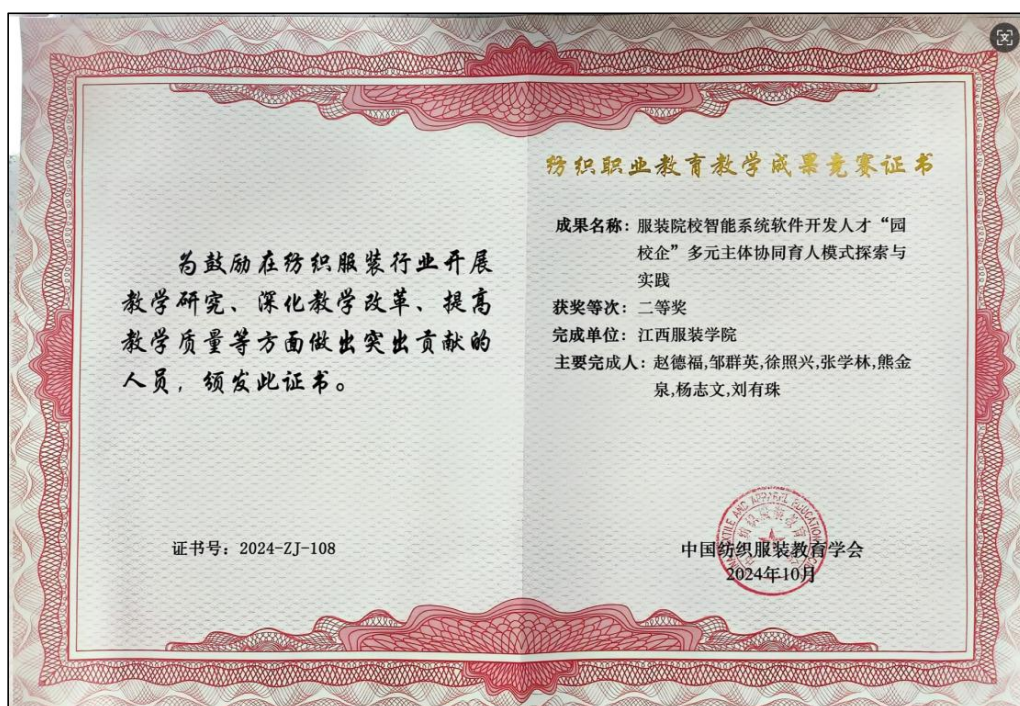 为鼓励在纺织服装行业开展
教学研究、深化教学改革、提高
教学质量等方面做出突出贡献的
人员，颁发此证书。
证书号：2024-ZJ-108
纺织职业教育教学成果竞赛证书
成果名称：服装院校智能系统软件开发人才“园
校企”多元主体协同育人模式探索与
实践
获奖等次：二等奖
完成单位：江西服装学院
主要完成人：赵德福,邹群英,徐照兴,张学林,熊金
泉,杨志文,刘有珠
中国纺织服装教育学会
2024年10月